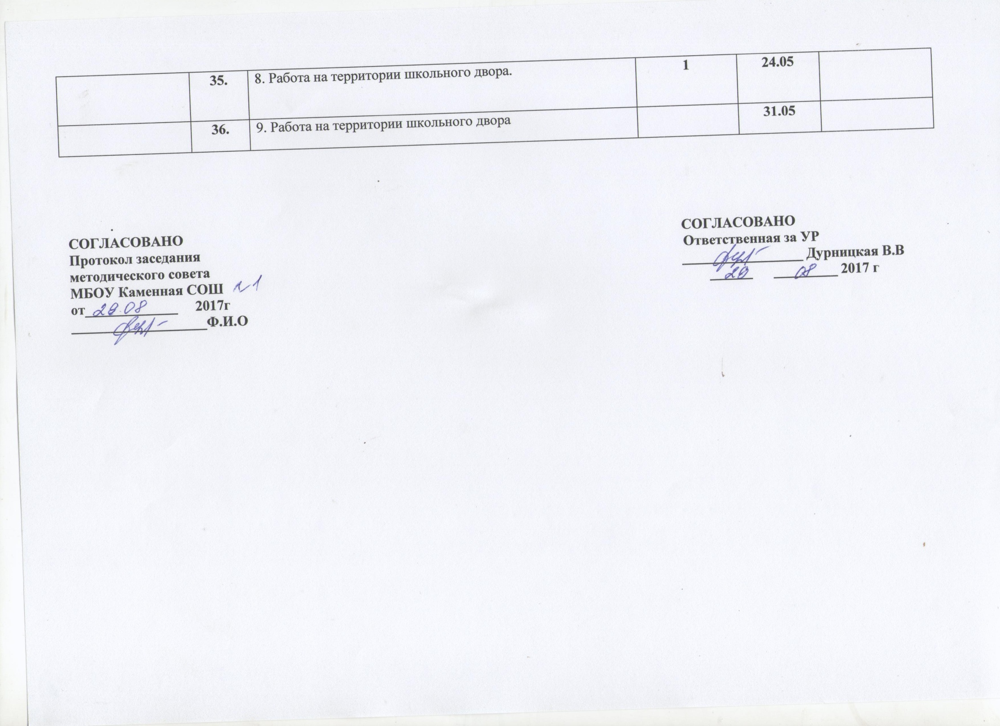 35. 8. Работа на территории школьного двора. 1 24.05
36. 9. Работа на территории школьного двора 31.05
СОГЛАСОВАНО
Протокол заседания
методического совета
МБОУ Каменная СОШ №1
от 28.08 2017г
Ф.И.О
СОГЛАСОВАНО
Ответственная за УР
Дурницкая В.В
08 2017 г